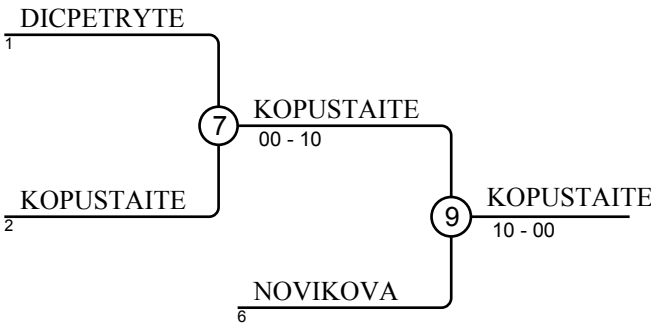 DICPETRYTE
1
7
KOPUSTAITE
00 - 10
KOPUSTAITE
2
9
KOPUSTAITE
10 - 00
NOVIKOVA
6